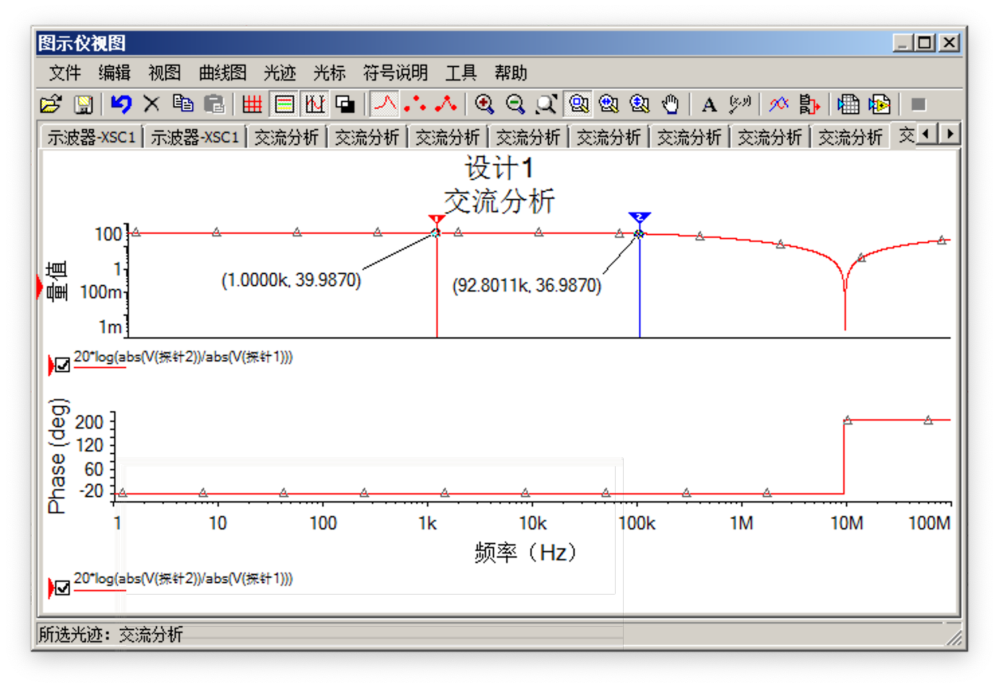 图示仪视图
文件 编辑 视图 曲线图 光迹 光标 符号说明 工具 帮助
示波器-XSC1 示波器-XSC1 交流分析 交流分析 交流分析 交流分析 交流分析 交流分析 交流分析 交流分析 交
设计1
交流分析
1 2
100
1
100m
1m
量值
(1.0000k, 39.9870)
(92.8011k, 36.9870)
20*log(abs(V(探针2))/abs(V(探针1)))
Phase (deg)
200
120
60
-20
1 10 100 1k 10k 100k 1M 10M 100M
频率（Hz）
20*log(abs(V(探针2))/abs(V(探针1)))
所选光迹：交流分析